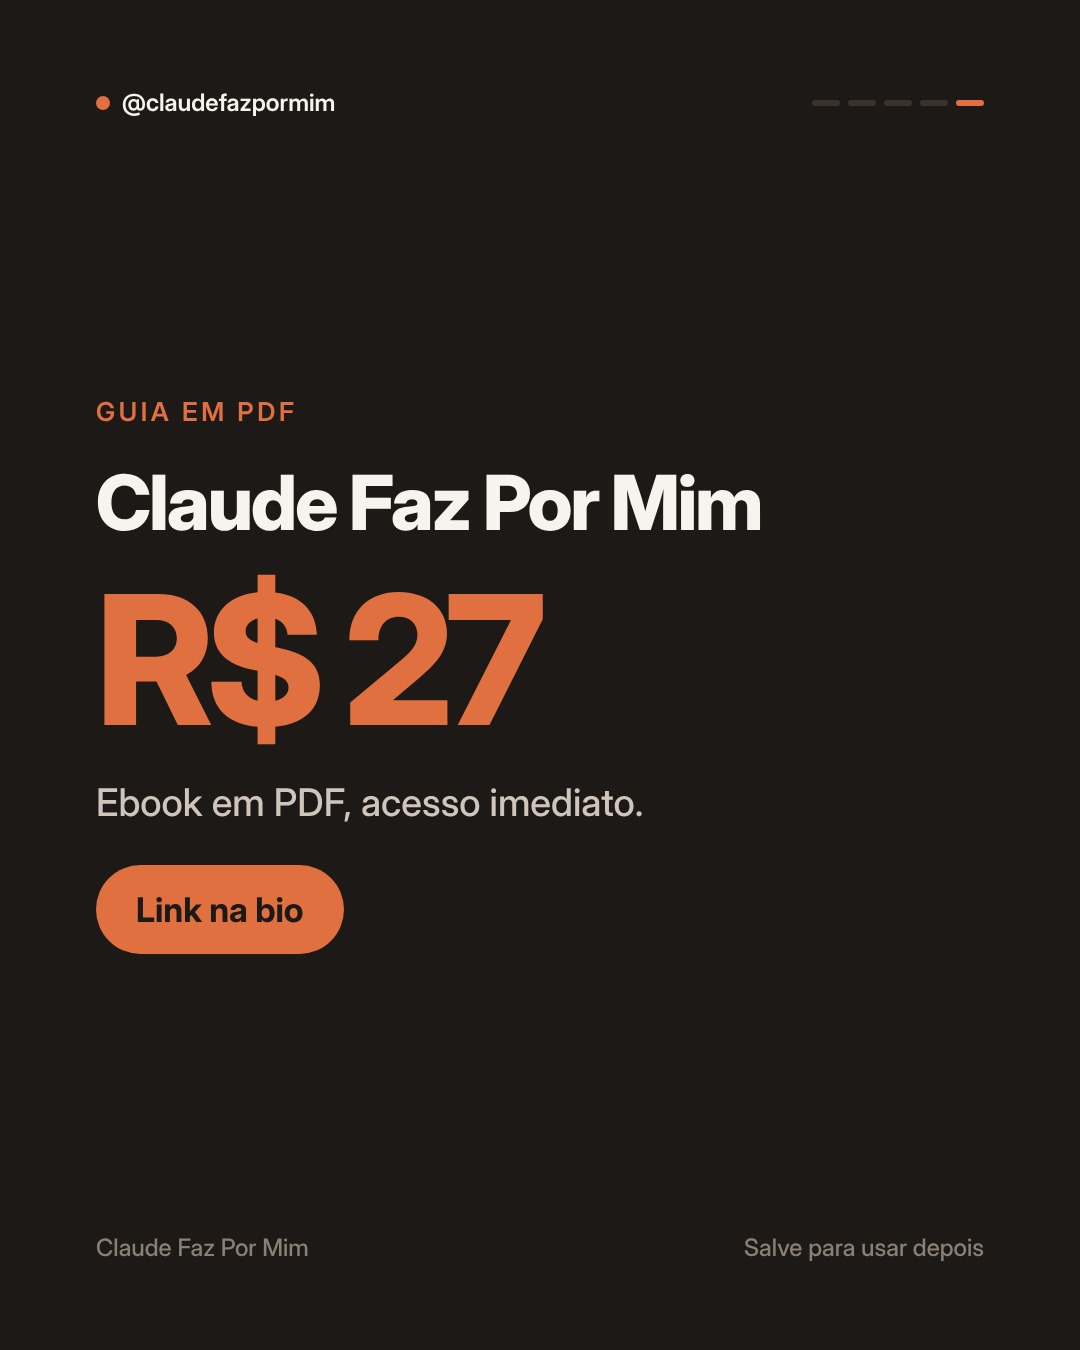 @claudefazpormim
GUIA EM PDF
Claude Faz Por Mim
R$ 27
Ebook em PDF, acesso imediato.
Link na bio
Claude Faz Por Mim
Salve para usar depois